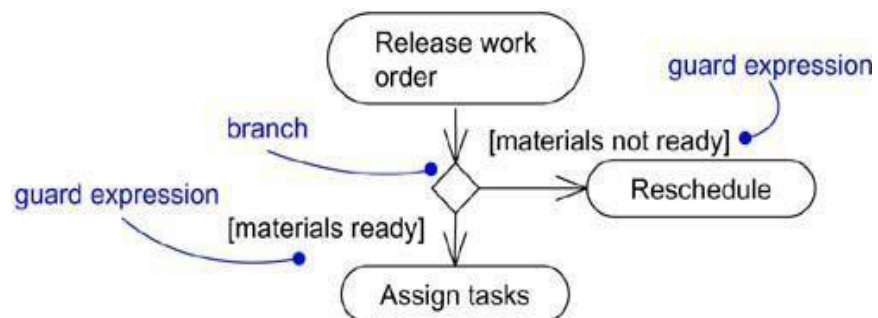 Release work
order
guard expression
branch
[materials not ready]
Reschedule
guard expression
[materials ready]
Assign tasks